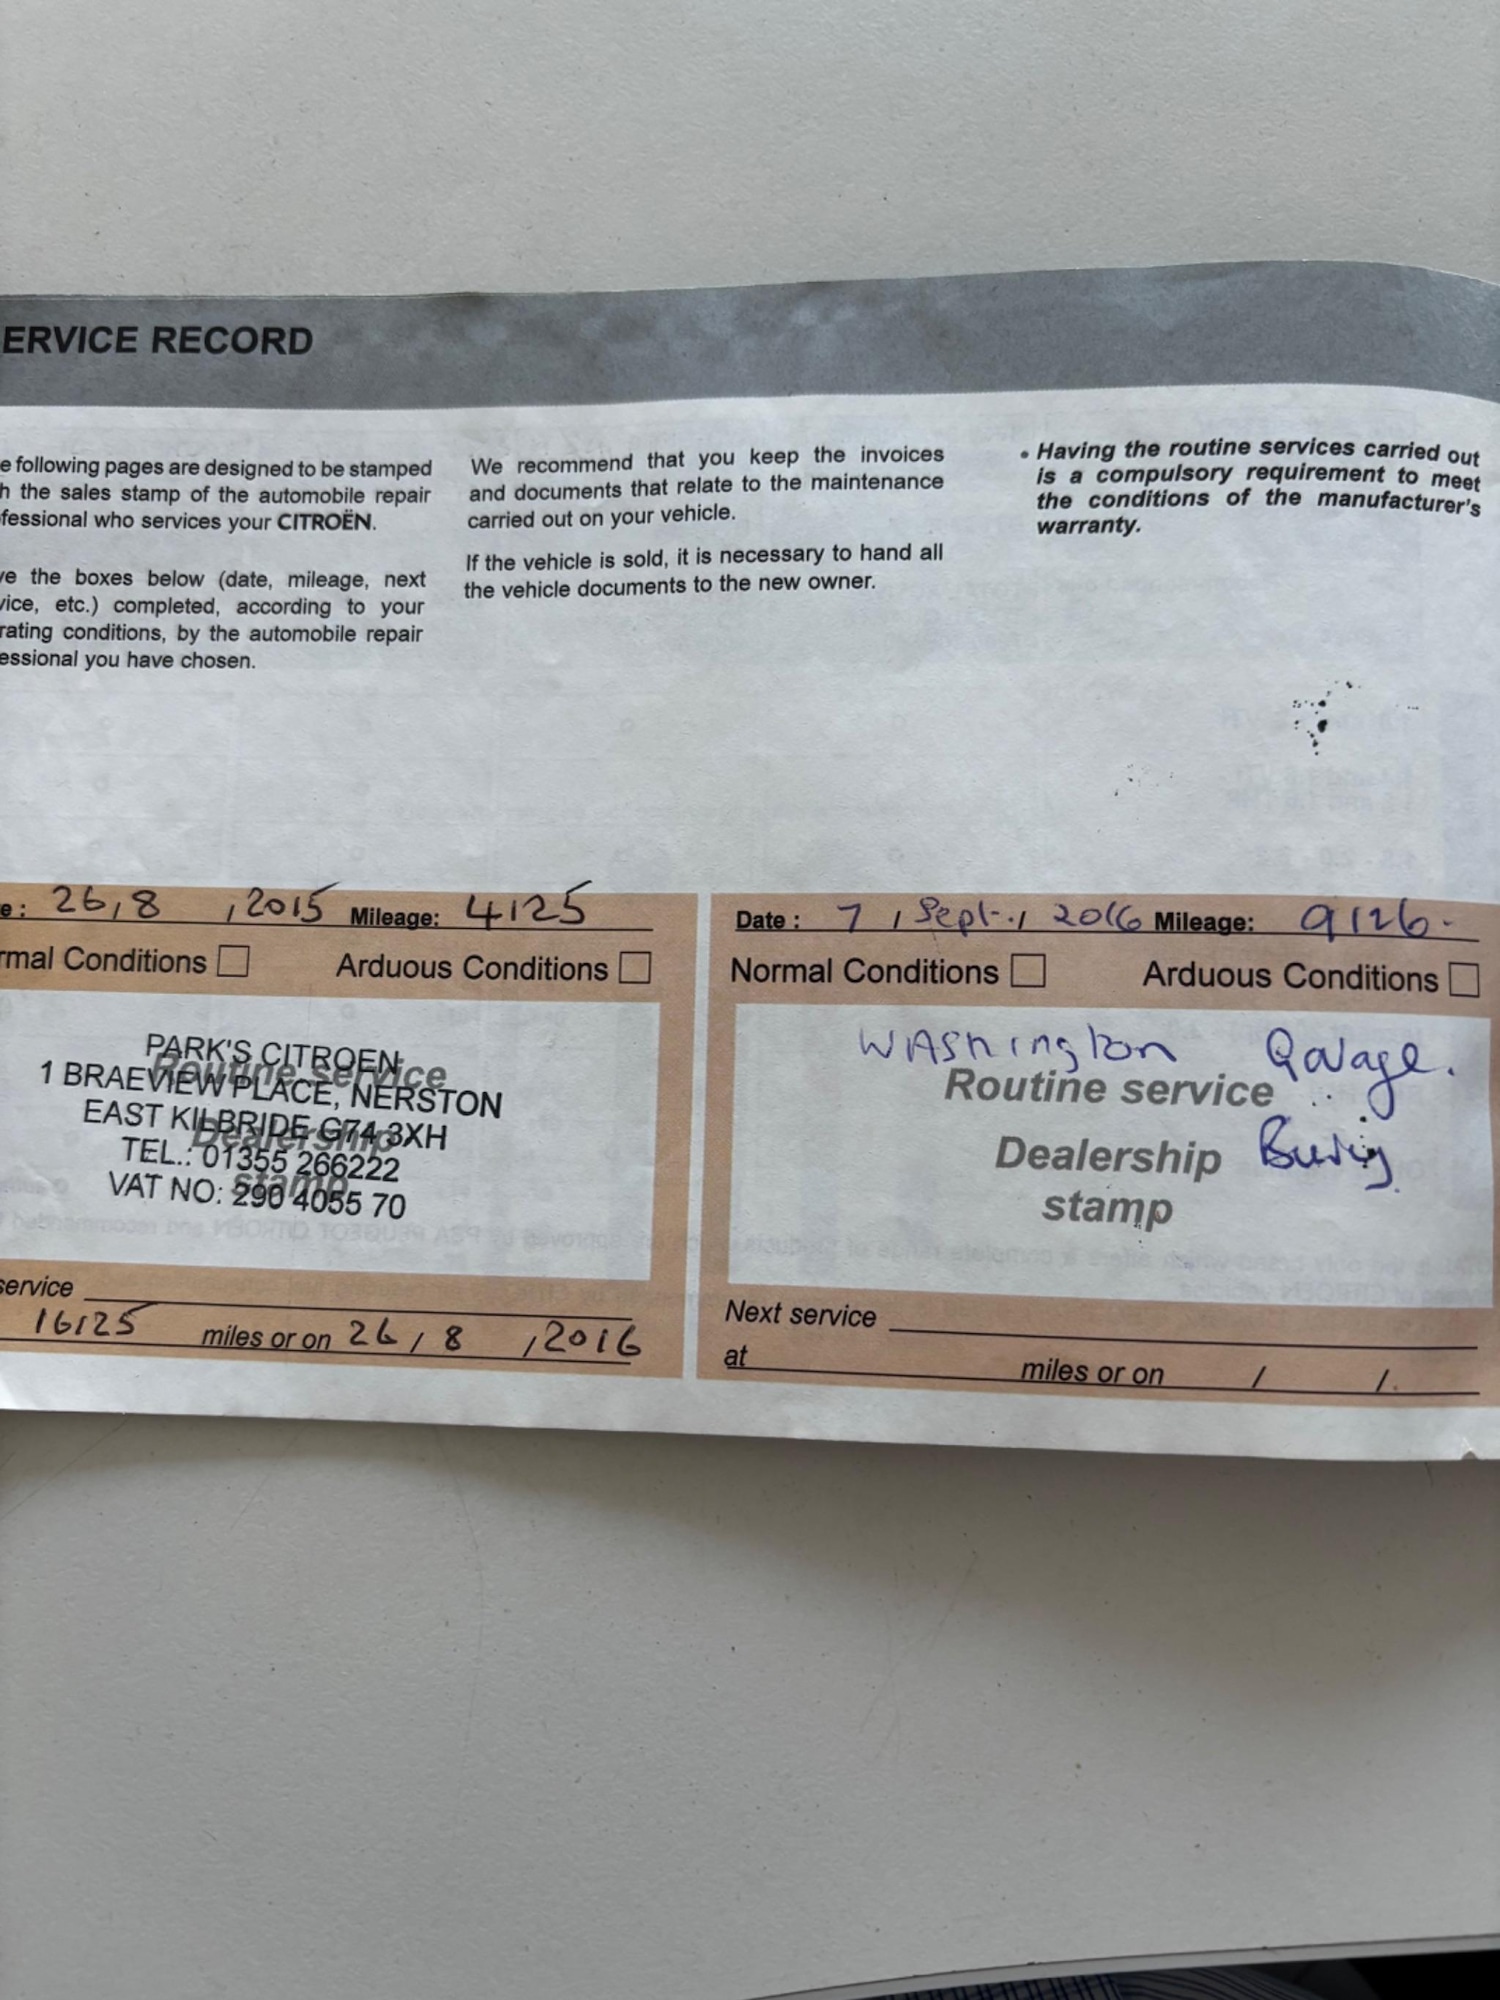 ERVICE RECORD
e following pages are designed to be stamped
h the sales stamp of the automobile repair
fessional who services your CITROËN.
ve the boxes below (date, mileage, next
vice, etc.) completed, according to your
rating conditions, by the automobile repair
essional you have chosen.
We recommend that you keep the invoices
and documents that relate to the maintenance
carried out on your vehicle.
If the vehicle is sold, it is necessary to hand all
the vehicle documents to the new owner.
• Having the routine services carried out
is a compulsory requirement to meet
the conditions of the manufacturer's
warranty.
e : 26/8/2015 Mileage: 4125
rmal Conditions Arduous Conditions
Routine service
Dealership
stamp
PARK'S CITROEN
1 BRAEVIEW PLACE, NERSTON
EAST KILBRIDE G74 3XH
TEL.: 01355 266222
VAT NO: 290 4055 70
service
16125 miles or on 26/8/2016
Date : 7 / Sept. / 2016 Mileage: 9126.
Normal Conditions Arduous Conditions
WAShington Garage.
Routine service
Dealership
stamp
Next service
at miles or on / /